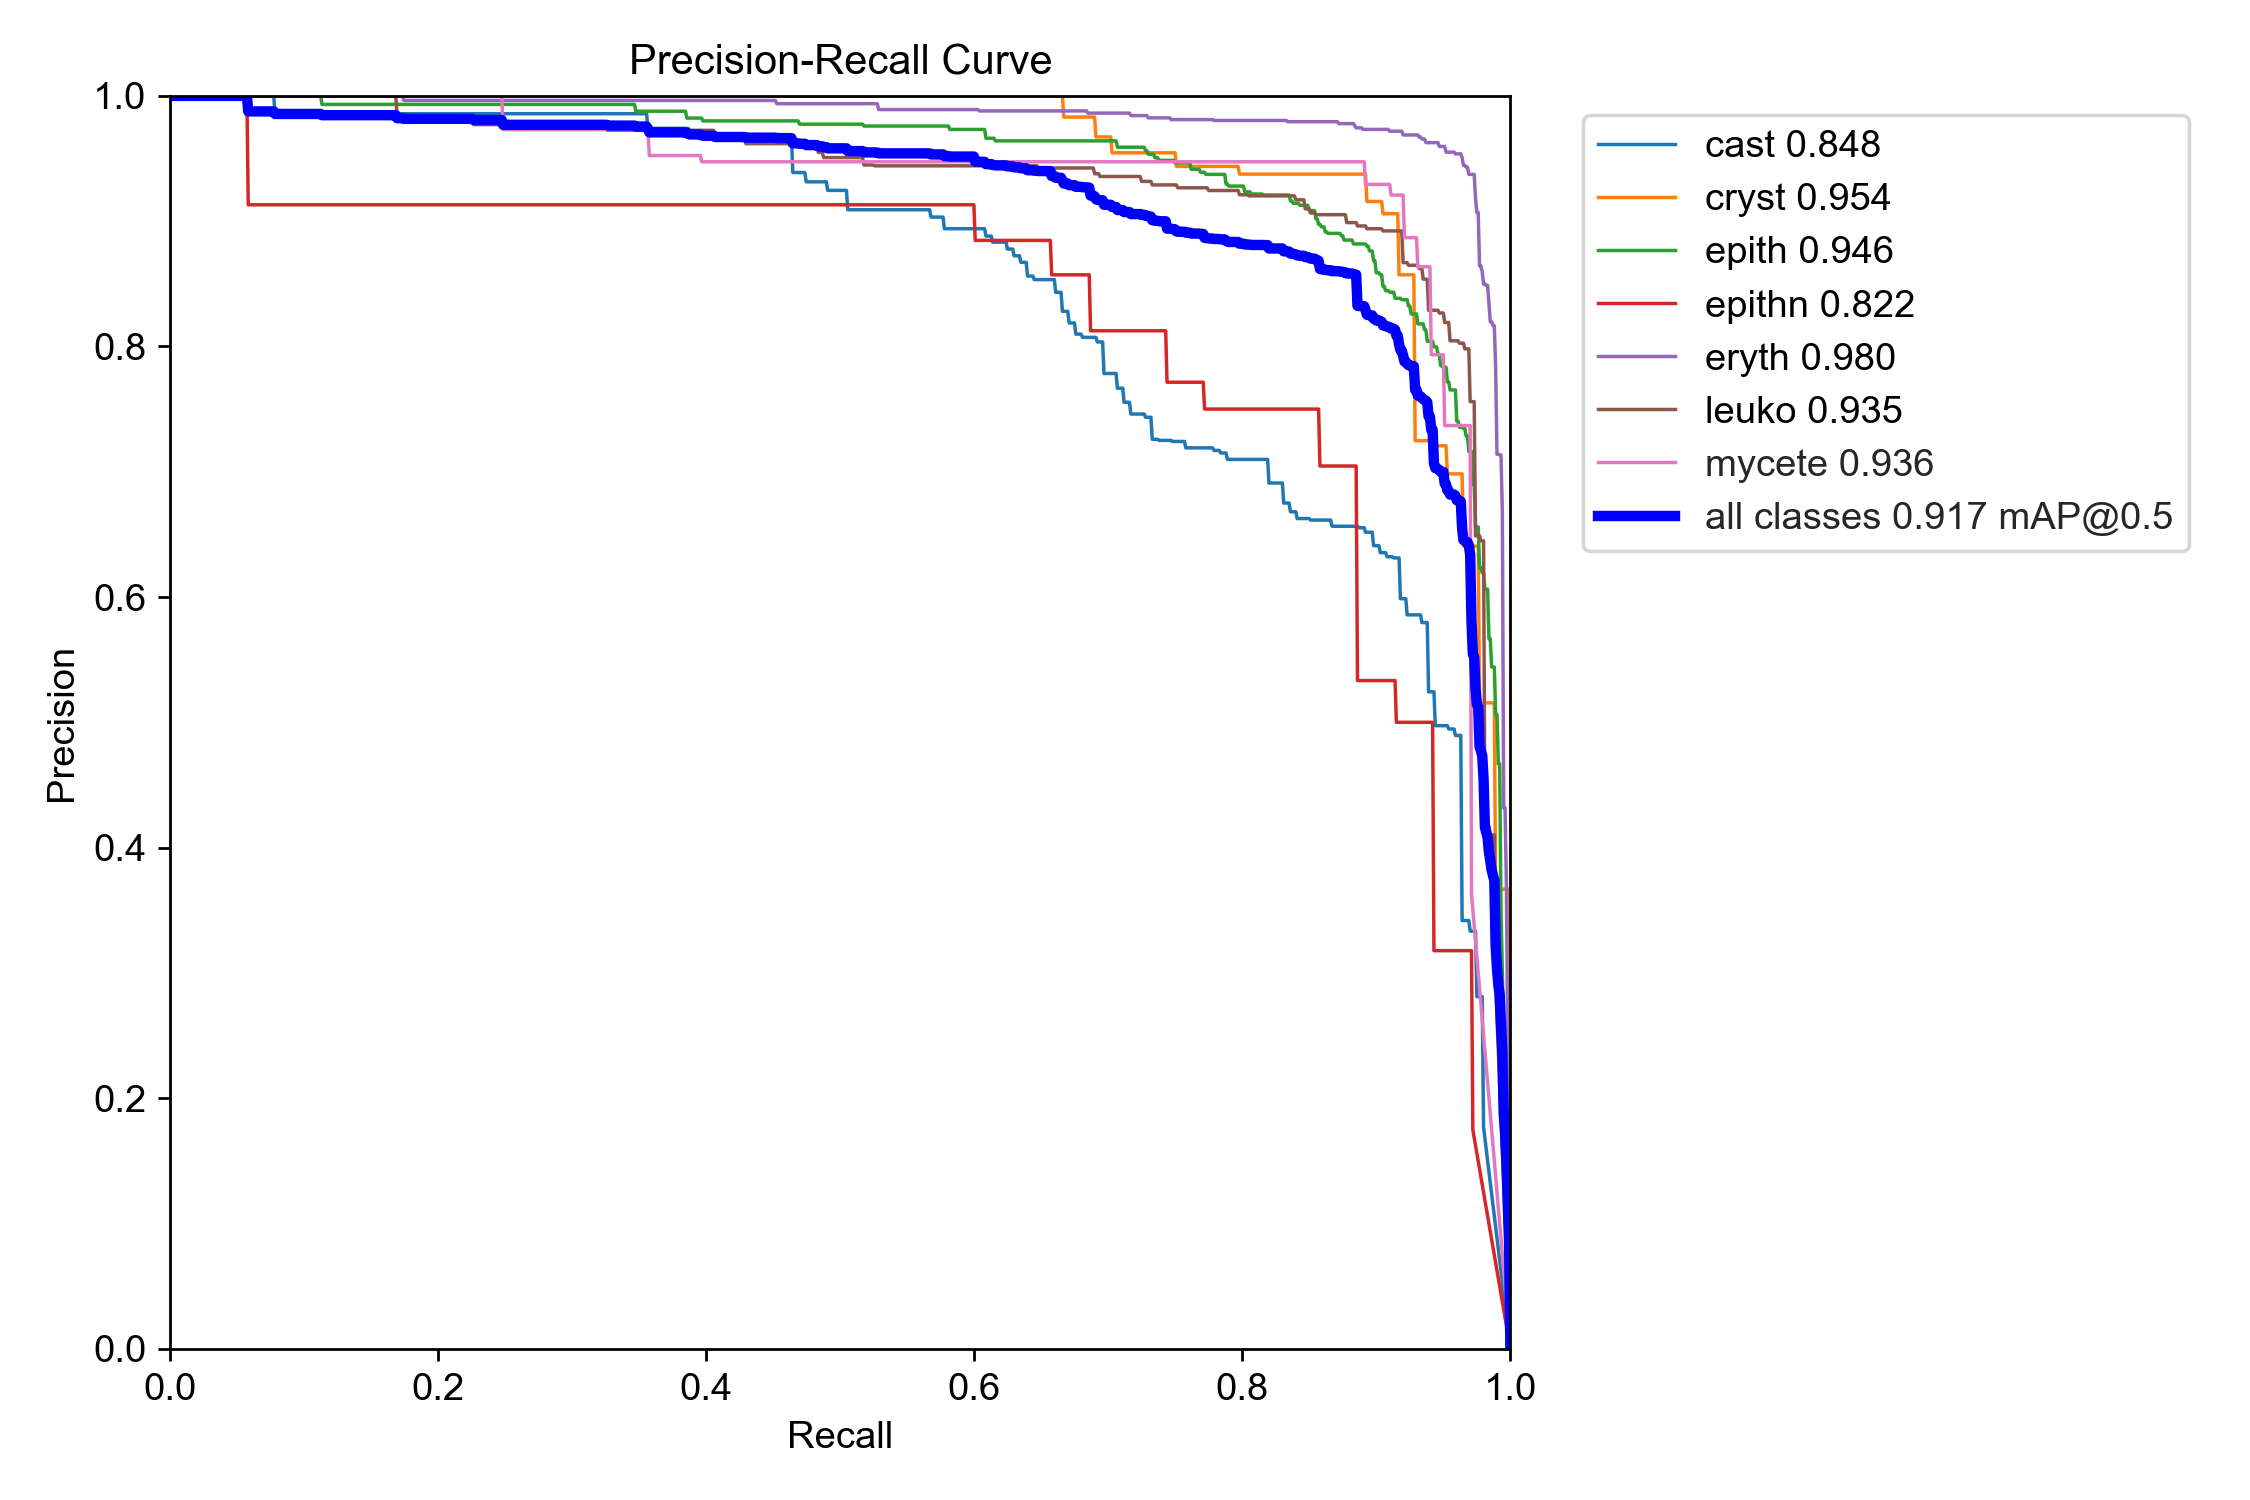 Precision-Recall Curve
1.0
0.8
0.6
0.4
0.2
0.0
Precision
0.0 0.2 0.4 0.6 0.8 1.0
Recall
cast 0.848
cryst 0.954
epith 0.946
epithn 0.822
eryth 0.980
leuko 0.935
mycete 0.936
all classes 0.917 mAP@0.5